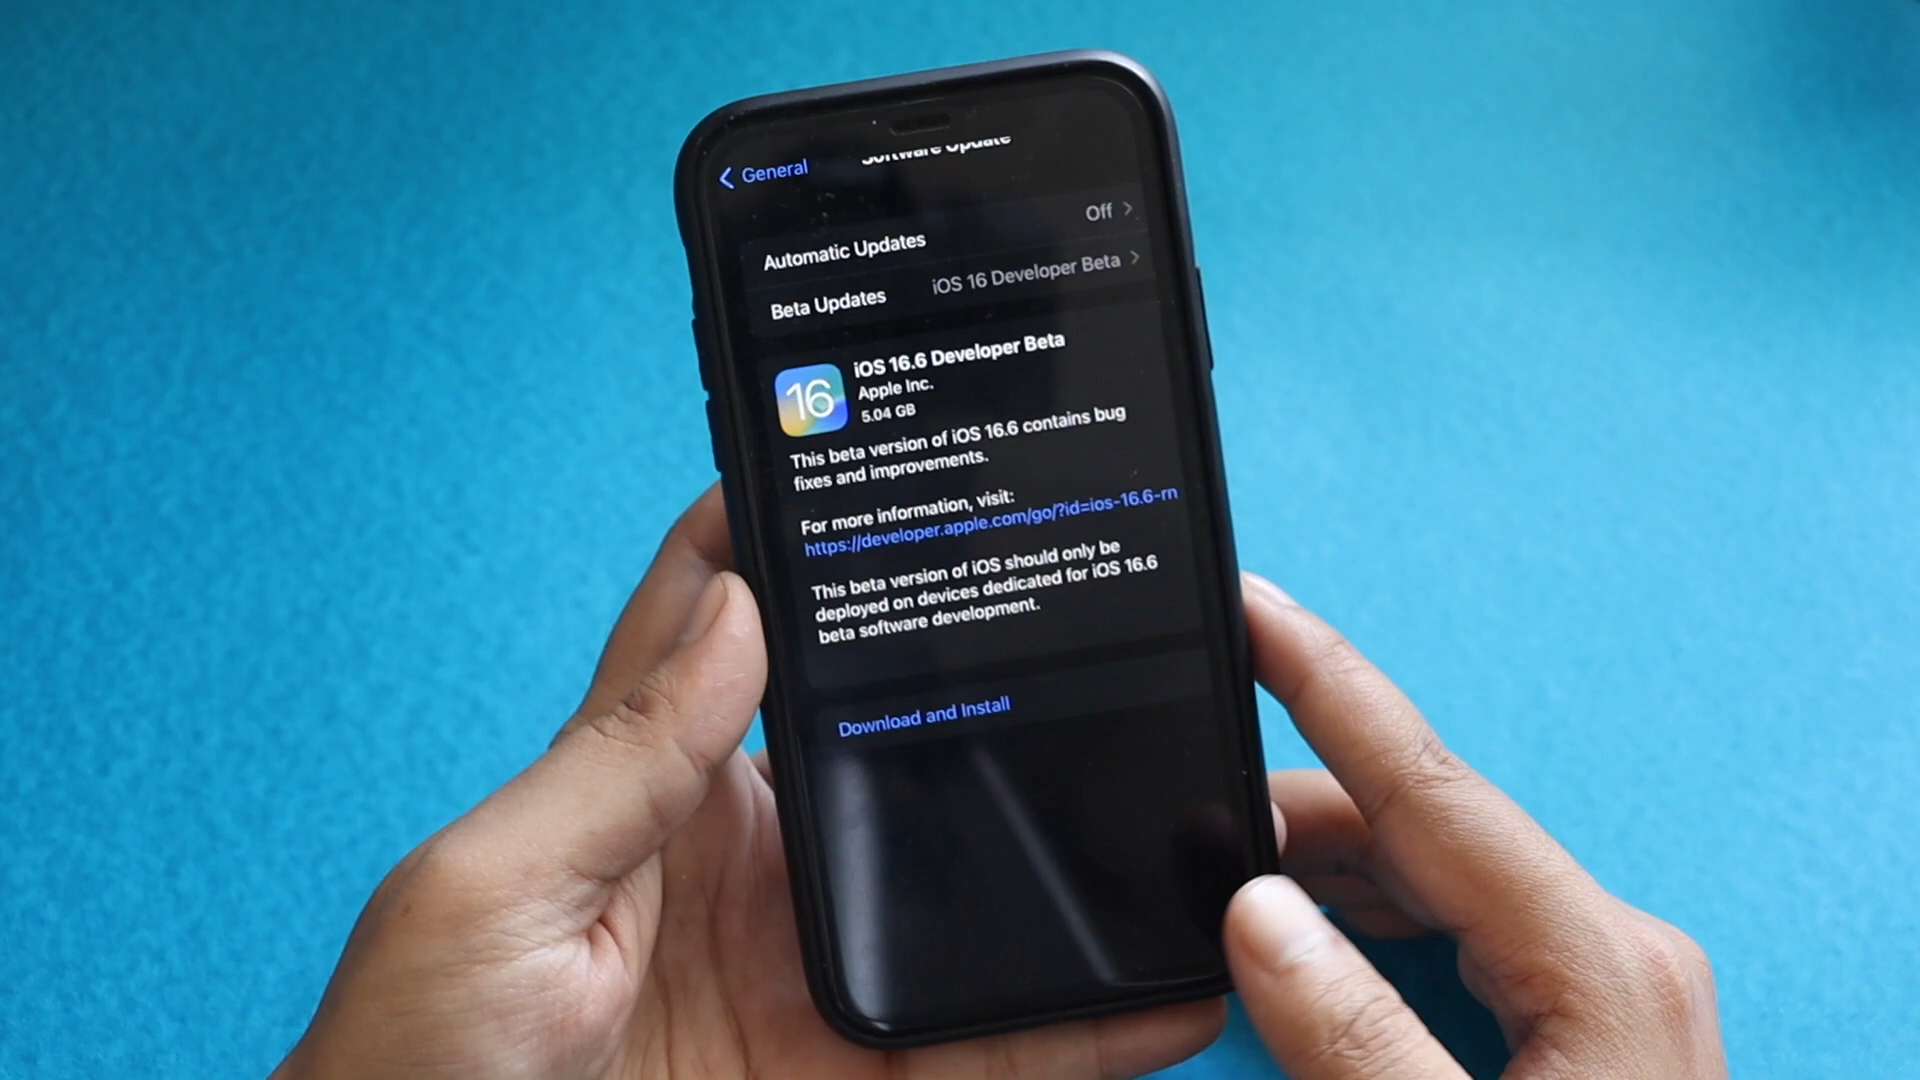 Software Update
General
Off
Automatic Updates
Beta Updates iOS 16 Developer Beta
16
iOS 16.6 Developer Beta
Apple Inc.
5.04 GB
This beta version of iOS 16.6 contains bug
fixes and improvements.
For more information, visit:
https://developer.apple.com/go/?id=ios-16.6-rn
This beta version of iOS should only be
deployed on devices dedicated for iOS 16.6
beta software development.
Download and Install